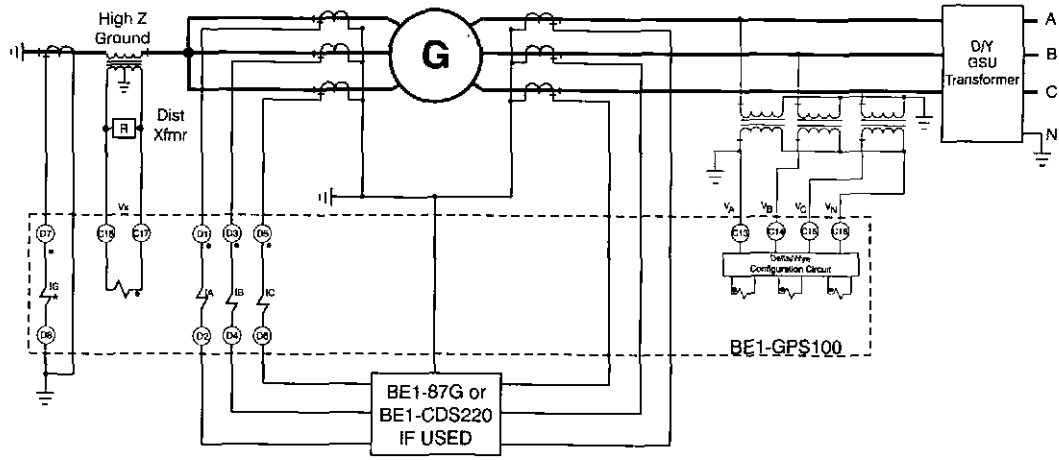 High Z
Ground
G
A
B
C
N
D/Y
GSU
Transformer
R
Dist
Xfmr
Vx
VA
VB
VC
VN
D7
C16
C17
D1
D3
D5
C13
C14
C15
Delta/Wye
Configuration Circuit
IG
IA
IB
IC
D8
D2
D4
D6
BE1-GPS100
BE1-87G or
BE1-CDS220
IF USED